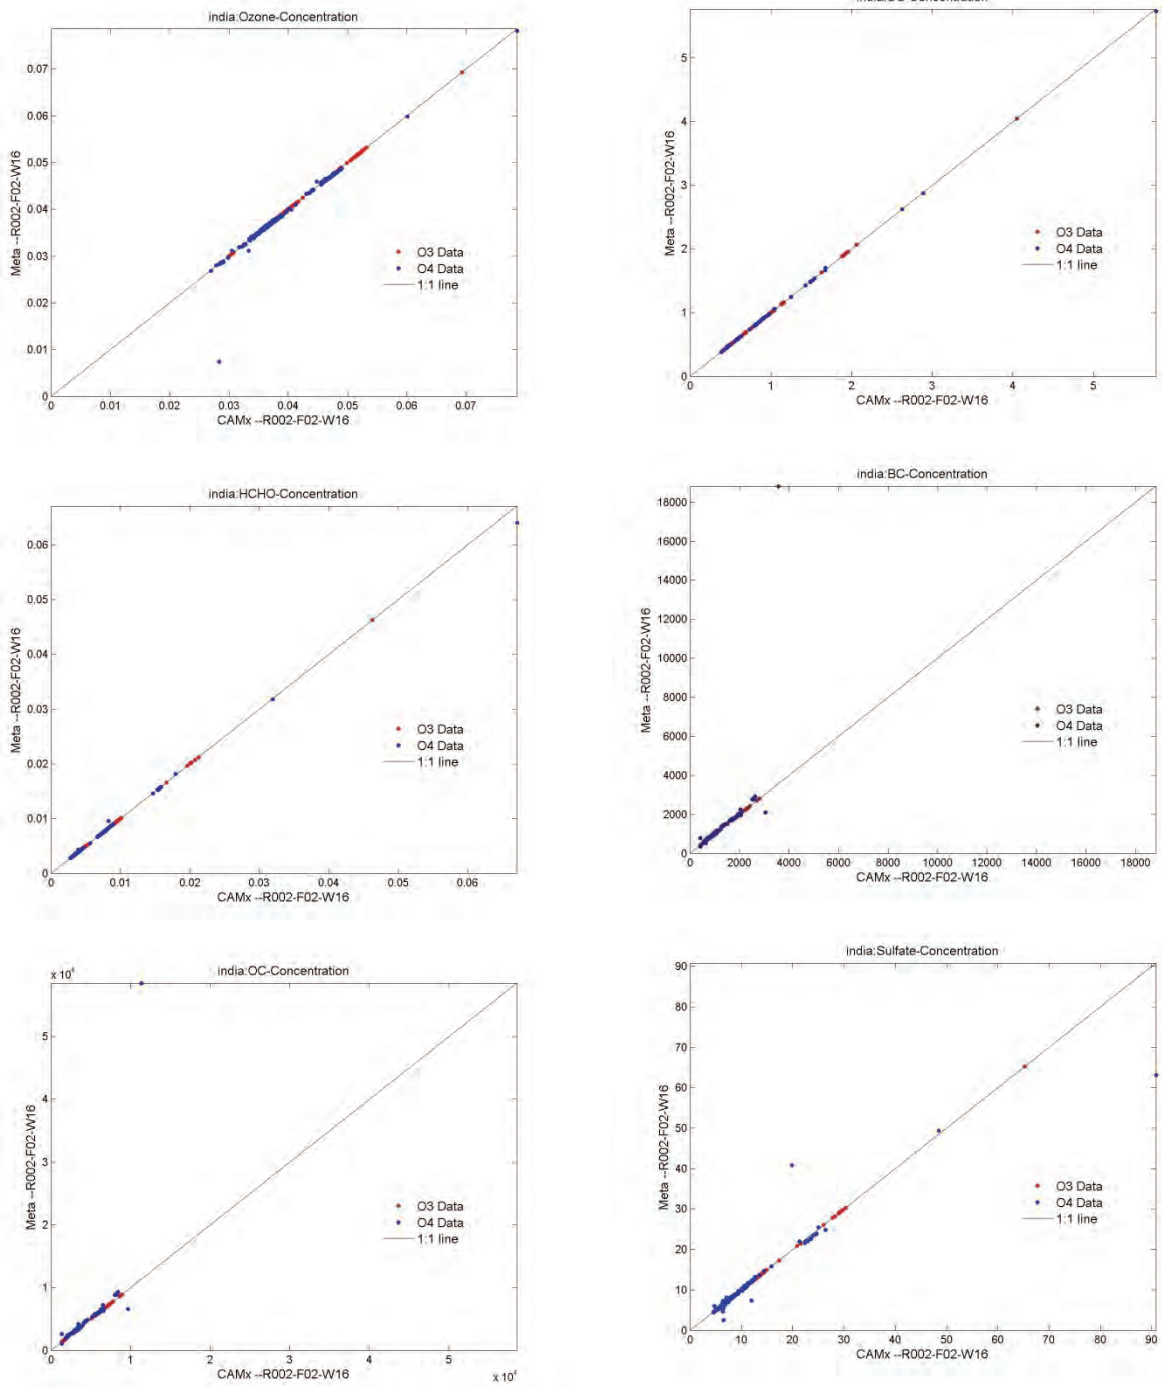 india:Ozone-Concentration
0.07
0.06
0.05
0.04
0.03
0.02
0.01
0
Meta --R002-F02-W16
O3 Data
O4 Data
1:1 line
0 0.01 0.02 0.03 0.04 0.05 0.06 0.07
CAMx --R002-F02-W16
5
4
3
2
1
0
Meta --R002-F02-W16
O3 Data
O4 Data
1:1 line
0 1 2 3 4 5
CAMx --R002-F02-W16
india:HCHO-Concentration
0.06
0.05
0.04
0.03
0.02
0.01
0
Meta --R002-F02-W16
O3 Data
O4 Data
1:1 line
0 0.01 0.02 0.03 0.04 0.05 0.06
CAMx --R002-F02-W16
india:BC-Concentration
18000
16000
14000
12000
10000
8000
6000
4000
2000
0
Meta --R002-F02-W16
O3 Data
O4 Data
1:1 line
0 2000 4000 6000 8000 10000 12000 14000 16000 18000
CAMx --R002-F02-W16
india:OC-Concentration
5
4
3
2
1
0
Meta --R002-F02-W16
O3 Data
O4 Data
1:1 line
0 1 2 3 4 5
CAMx --R002-F02-W16
india:Sulfate-Concentration
90
80
70
60
50
40
30
20
10
0
Meta --R002-F02-W16
O3 Data
O4 Data
1:1 line
0 10 20 30 40 50 60 70 80 90
CAMx --R002-F02-W16